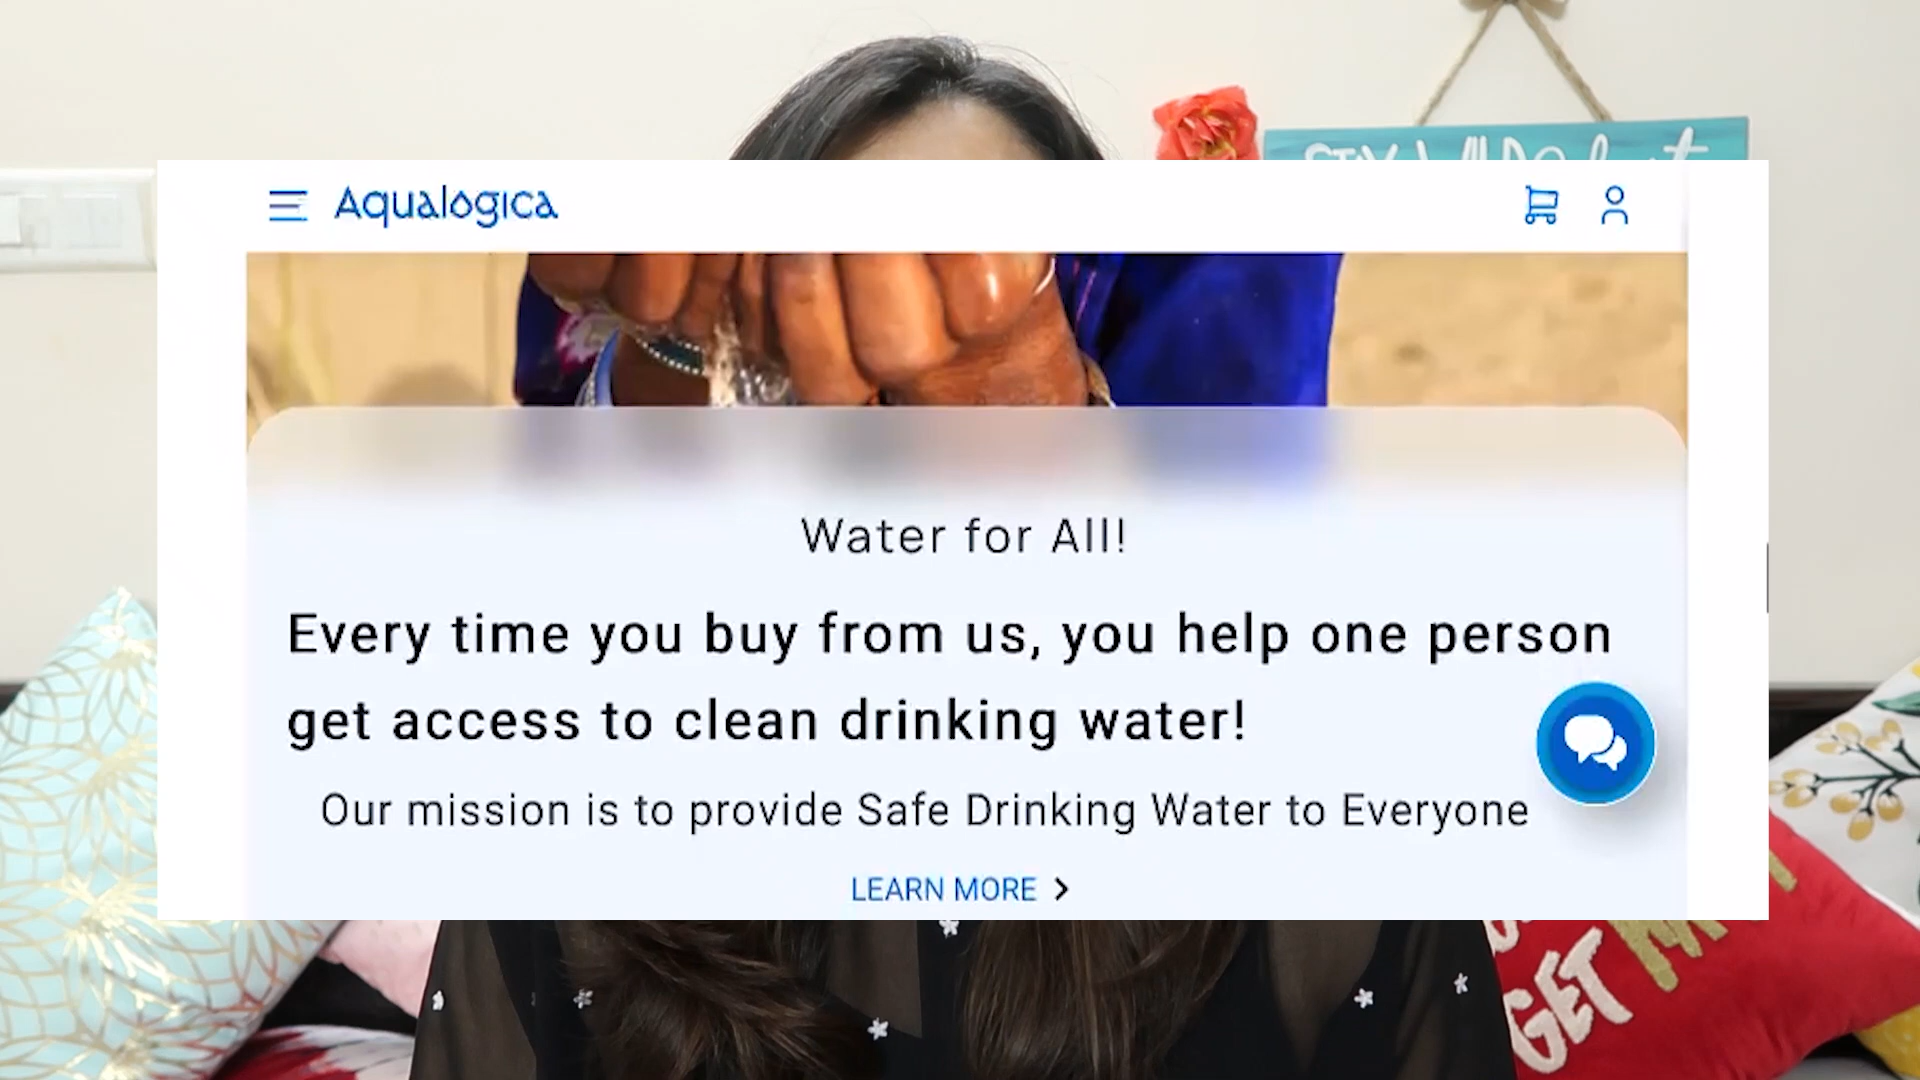 Aqualogica
Water for All!
Every time you buy from us, you help one person
get access to clean drinking water!
Our mission is to provide Safe Drinking Water to Everyone
LEARN MORE
GET